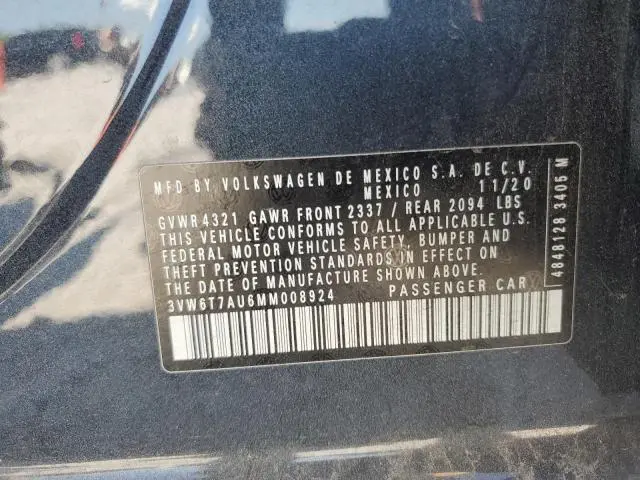 MFD BY VOLKSWAGEN DE MEXICO S.A. DE C.V.
MEXICO 11/20
GVWR 4321 GAWR FRONT 2337 / REAR 2094 LBS
THIS VEHICLE CONFORMS TO ALL APPLICABLE U.S.
FEDERAL MOTOR VEHICLE SAFETY, BUMPER AND
THEFT PREVENTION STANDARDS IN EFFECT ON
THE DATE OF MANUFACTURE SHOWN ABOVE.
3VW6T7AU6MM008924 PASSENGER CAR
4848128 3405 M